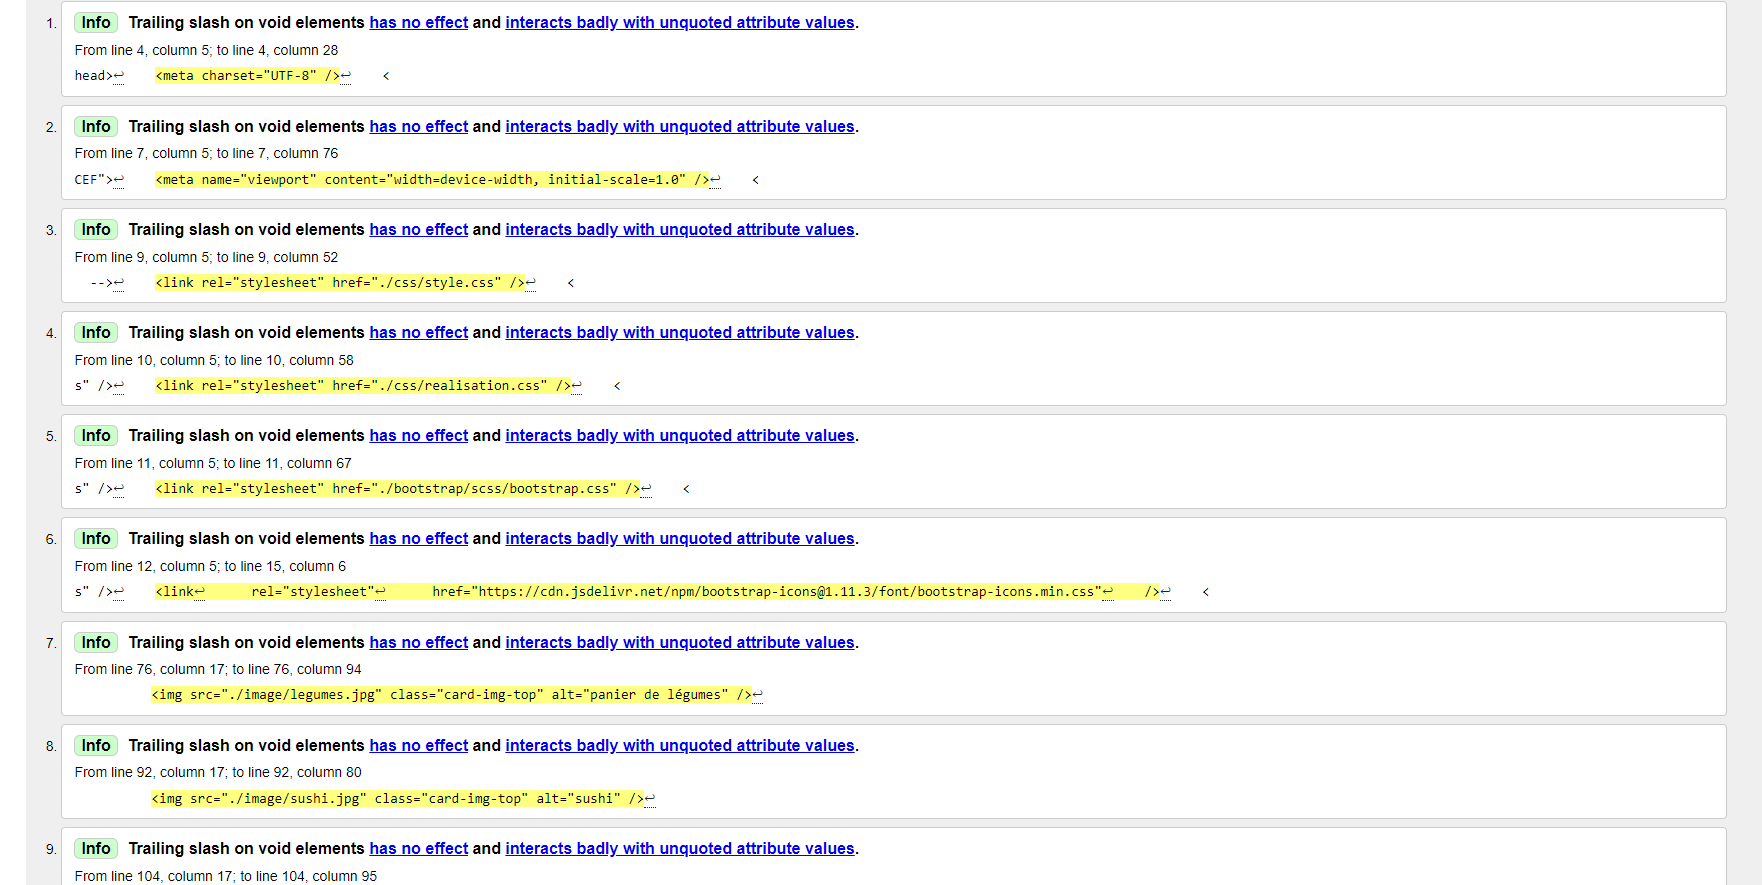 1. Info Trailing slash on void elements has no effect and interacts badly with unquoted attribute values.
From line 4, column 5; to line 4, column 28
head>↩    <meta charset="UTF-8" />↩    <
2. Info Trailing slash on void elements has no effect and interacts badly with unquoted attribute values.
From line 7, column 5; to line 7, column 76
CEF">↩    <meta name="viewport" content="width=device-width, initial-scale=1.0" />↩    <
3. Info Trailing slash on void elements has no effect and interacts badly with unquoted attribute values.
From line 9, column 5; to line 9, column 52
-->↩    <link rel="stylesheet" href="./css/style.css" />↩    <
4. Info Trailing slash on void elements has no effect and interacts badly with unquoted attribute values.
From line 10, column 5; to line 10, column 58
s" />↩    <link rel="stylesheet" href="./css/realisation.css" />↩    <
5. Info Trailing slash on void elements has no effect and interacts badly with unquoted attribute values.
From line 11, column 5; to line 11, column 67
s" />↩    <link rel="stylesheet" href="./bootstrap/scss/bootstrap.css" />↩    <
6. Info Trailing slash on void elements has no effect and interacts badly with unquoted attribute values.
From line 12, column 5; to line 15, column 6
s" />↩    <link↩      rel="stylesheet"↩      href="https://cdn.jsdelivr.net/npm/bootstrap-icons@1.11.3/font/bootstrap-icons.min.css"↩    />↩    <
7. Info Trailing slash on void elements has no effect and interacts badly with unquoted attribute values.
From line 76, column 17; to line 76, column 94
<img src="./image/legumes.jpg" class="card-img-top" alt="panier de légumes" />↩
8. Info Trailing slash on void elements has no effect and interacts badly with unquoted attribute values.
From line 92, column 17; to line 92, column 80
<img src="./image/sushi.jpg" class="card-img-top" alt="sushi" />↩
9. Info Trailing slash on void elements has no effect and interacts badly with unquoted attribute values.
From line 104, column 17; to line 104, column 95